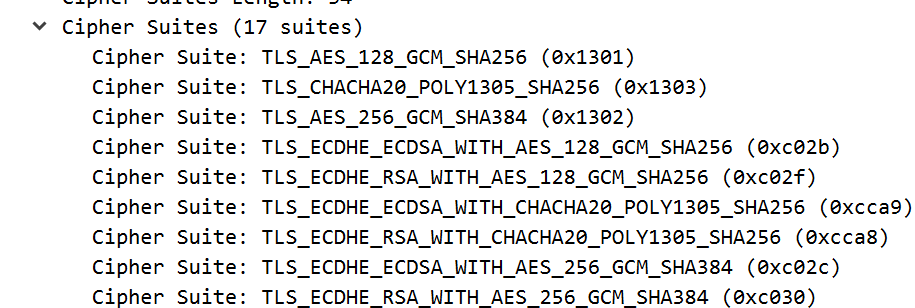 Cipher Suites Length: 34
Cipher Suites (17 suites)
Cipher Suite: TLS_AES_128_GCM_SHA256 (0x1301)
Cipher Suite: TLS_CHACHA20_POLY1305_SHA256 (0x1303)
Cipher Suite: TLS_AES_256_GCM_SHA384 (0x1302)
Cipher Suite: TLS_ECDHE_ECDSA_WITH_AES_128_GCM_SHA256 (0xc02b)
Cipher Suite: TLS_ECDHE_RSA_WITH_AES_128_GCM_SHA256 (0xc02f)
Cipher Suite: TLS_ECDHE_ECDSA_WITH_CHACHA20_POLY1305_SHA256 (0xcca9)
Cipher Suite: TLS_ECDHE_RSA_WITH_CHACHA20_POLY1305_SHA256 (0xcca8)
Cipher Suite: TLS_ECDHE_ECDSA_WITH_AES_256_GCM_SHA384 (0xc02c)
Cipher Suite: TLS_ECDHE_RSA_WITH_AES_256_GCM_SHA384 (0xc030)